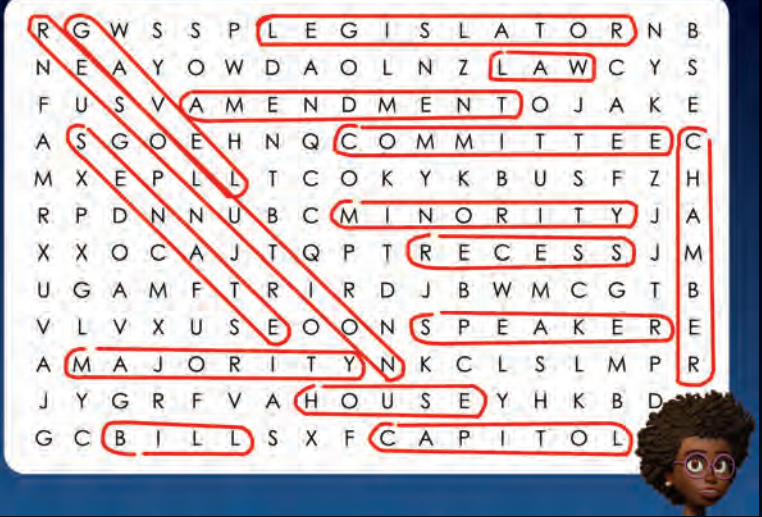 R G W S S P L E G I S L A T O R N B
N E A Y O W D A O L N Z L A W C Y S
F U S V A M E N D M E N T O J A K E
A S G O E H N Q C O M M I T T E E C
M X E P L L T C O K Y K B U S F Z H
R P D N N U B C M I N O R I T Y J A
X X O C A J T Q P T R E C E S S J M
U G A M F T R I R D J B W M C G T B
V L V X U S E O O N S P E A K E R E
A M A J O R I T Y N K C L S L M P R
J Y G R F V A H O U S E Y H K B D
G C B I L L S X F C A P I T O L